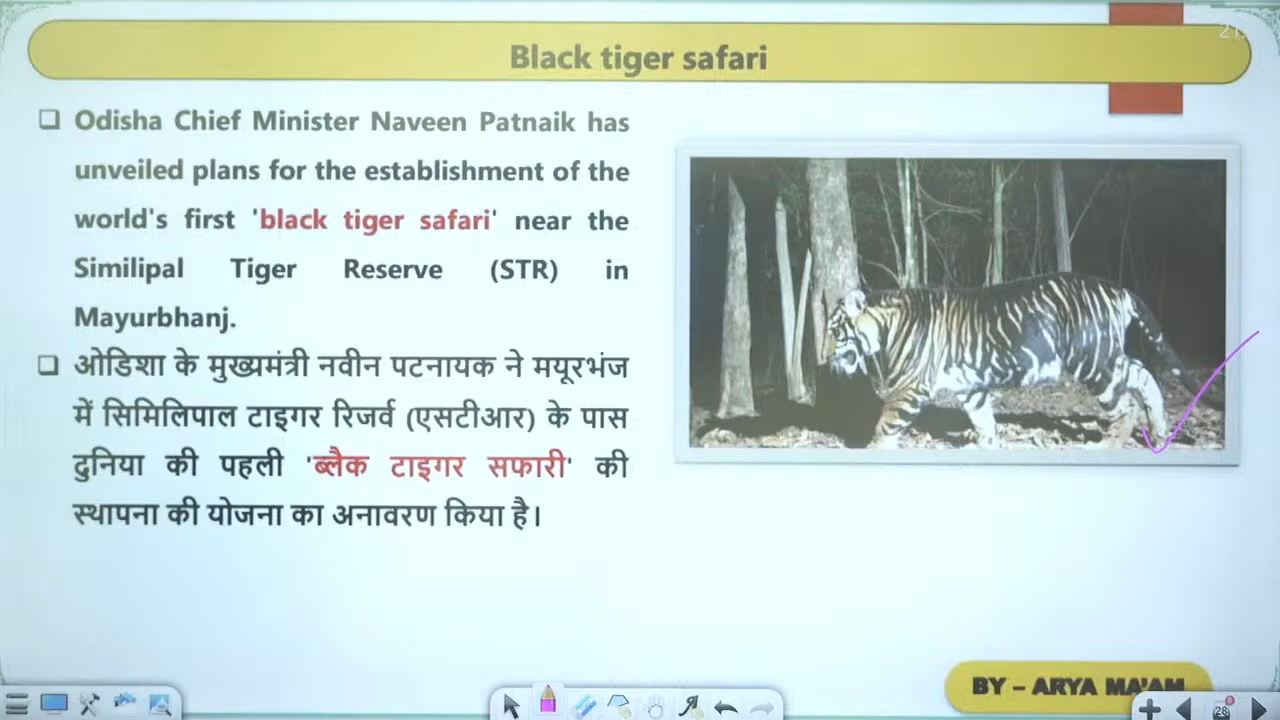 Black tiger safari
❑ Odisha Chief Minister Naveen Patnaik has
unveiled plans for the establishment of the
world's first 'black tiger safari' near the
Similipal Tiger Reserve (STR) in
Mayurbhanj.
❑ ओडिशा के मुख्यमंत्री नवीन पटनायक ने मयूरभंज
में सिमिलिपाल टाइगर रिजर्व (एसटीआर) के पास
दुनिया की पहली 'ब्लैक टाइगर सफारी' की
स्थापना की योजना का अनावरण किया है।
BY – ARYA MA'AM
28